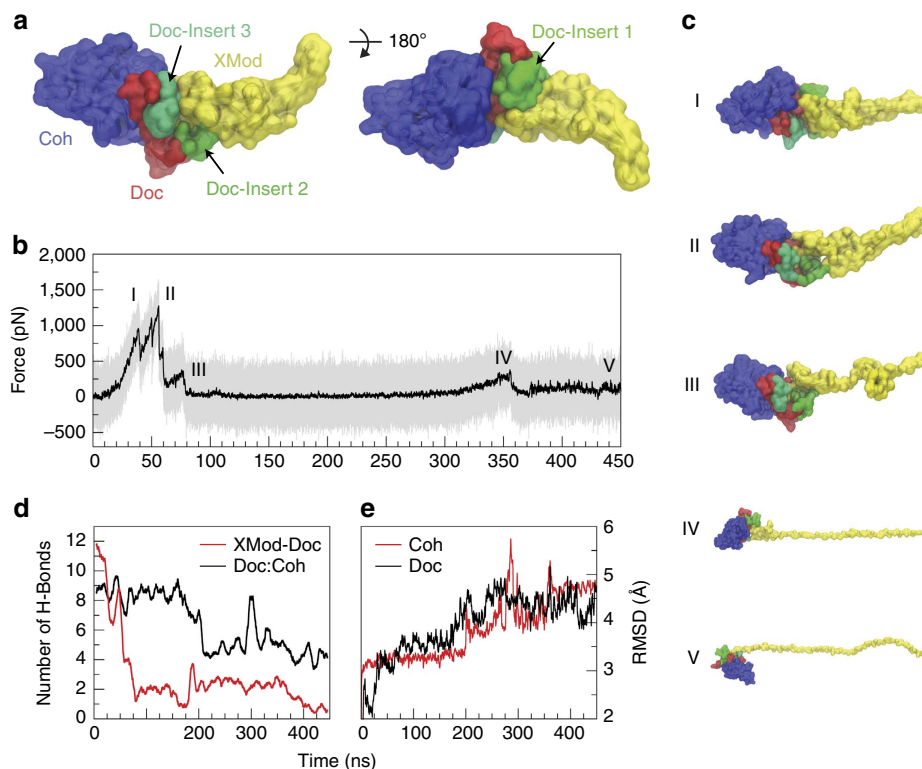 a
Doc-Insert 3
XMod
Coh
Doc
Doc-Insert 2
180°
Doc-Insert 1
b
Force (pN)
2,000
1,500
1,000
500
0
–500
I
II
III
IV
V
0 50 100 150 200 250 300 350 400 450
c
I
II
III
IV
V
d
Number of H-Bonds
12
10
8
6
4
2
0
XMod-Doc
Doc:Coh
0 200 400
e
Coh
Doc
6
5
4
3
2
RMSD (Å)
0 200 400
Time (ns)